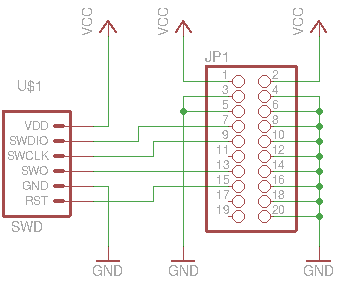 VCC
VCC
VCC
U$1
JP1
VDD
SWDIO
SWCLK
SWO
GND
RST
SWD
1 2
3 4
5 6
7 8
9 10
11 12
13 14
15 16
17 18
19 20
GND
GND
GND